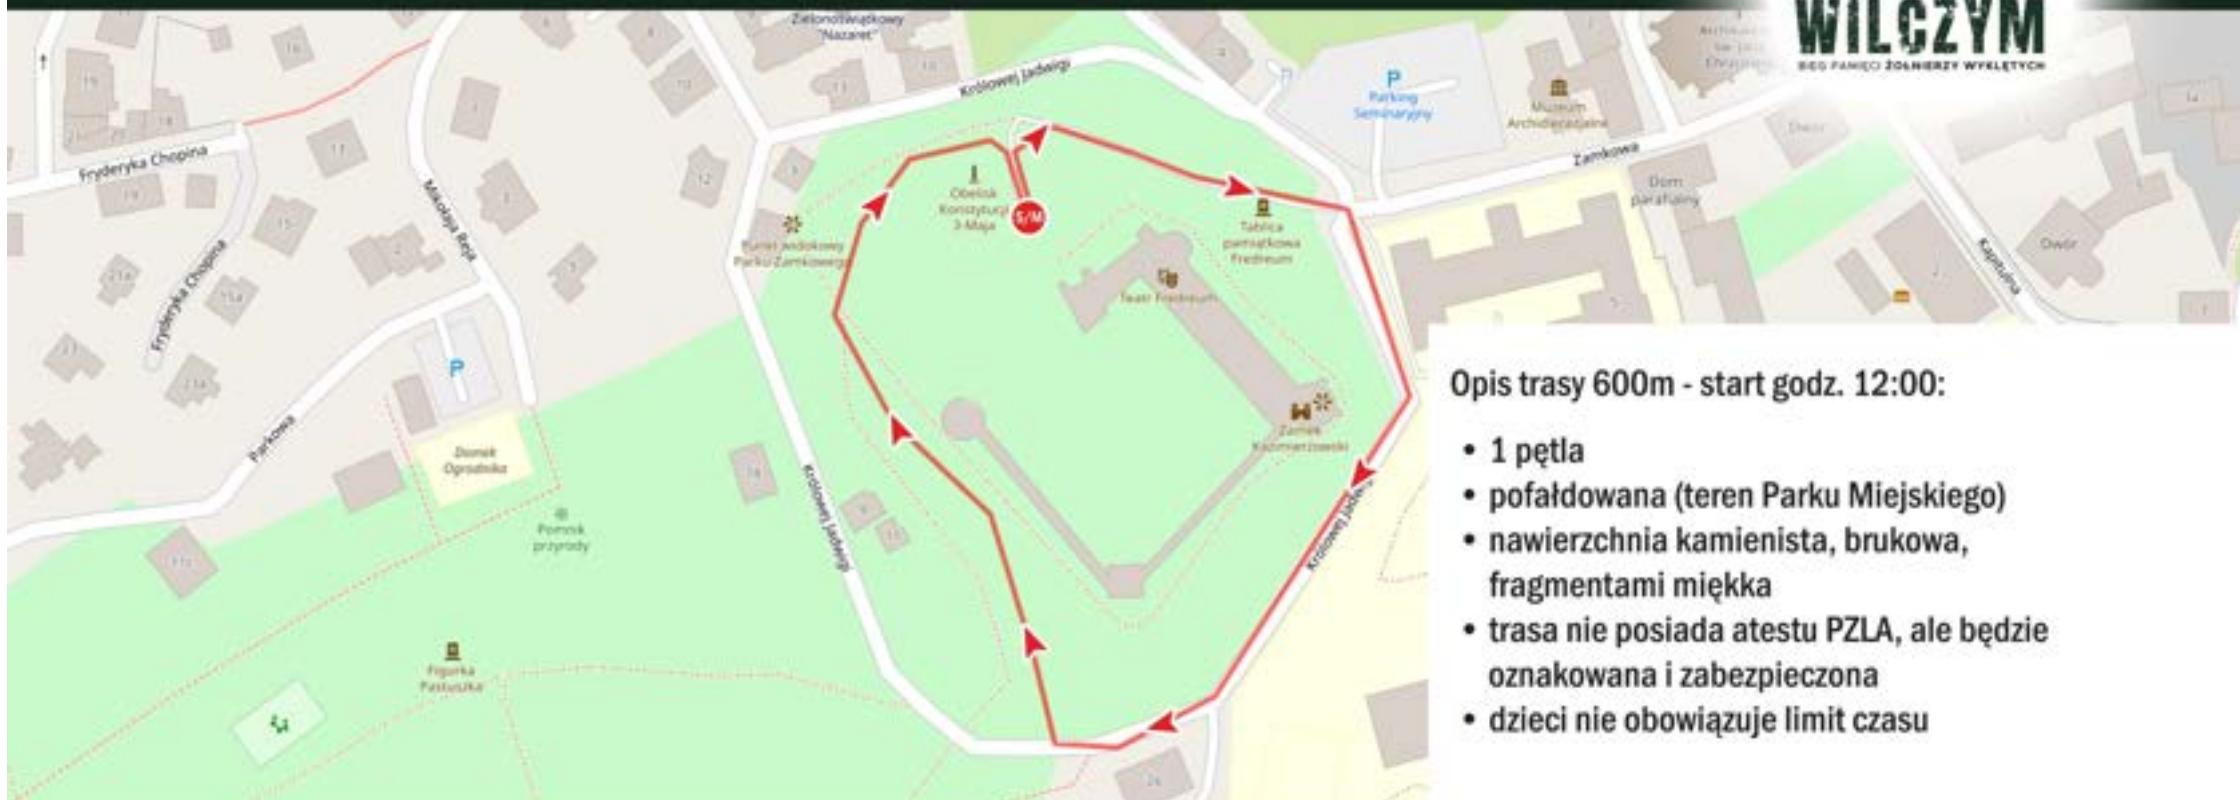 WILCZYM
BIEG PAMIĘCI ŻOŁNIERZY WYKLĘTYCH
Zielonoświątkowy
"Nazaret"
Królowej Jadwigi
P
Parking
Seminaryjny
Muzeum
Archidiecezjalne
Zamkowa
Dwór
Dom
parafialny
Dwór
Kapitulna
Fryderyka Chopina
Fryderyka Chopina
Mikołaja Reja
Parkowa
P
Domek
Ogrodnika
Pomnik
przyrody
Figurka
Pastuszka
Punkt widokowy
Parku Zamkowego
Obelisk
Konstytucji
3-Maja
S/M
Tablica
pamiątkowa
Fredreum
Teatr Fredreum
Zamek
Kazimierzowski
Królowej Jadwigi
Królowej Jadwigi
Opis trasy 600m - start godz. 12:00:
• 1 pętla
• pofałdowana (teren Parku Miejskiego)
• nawierzchnia kamienista, brukowa,
fragmentami miękka
• trasa nie posiada atestu PZLA, ale będzie
oznakowana i zabezpieczona
• dzieci nie obowiązuje limit czasu